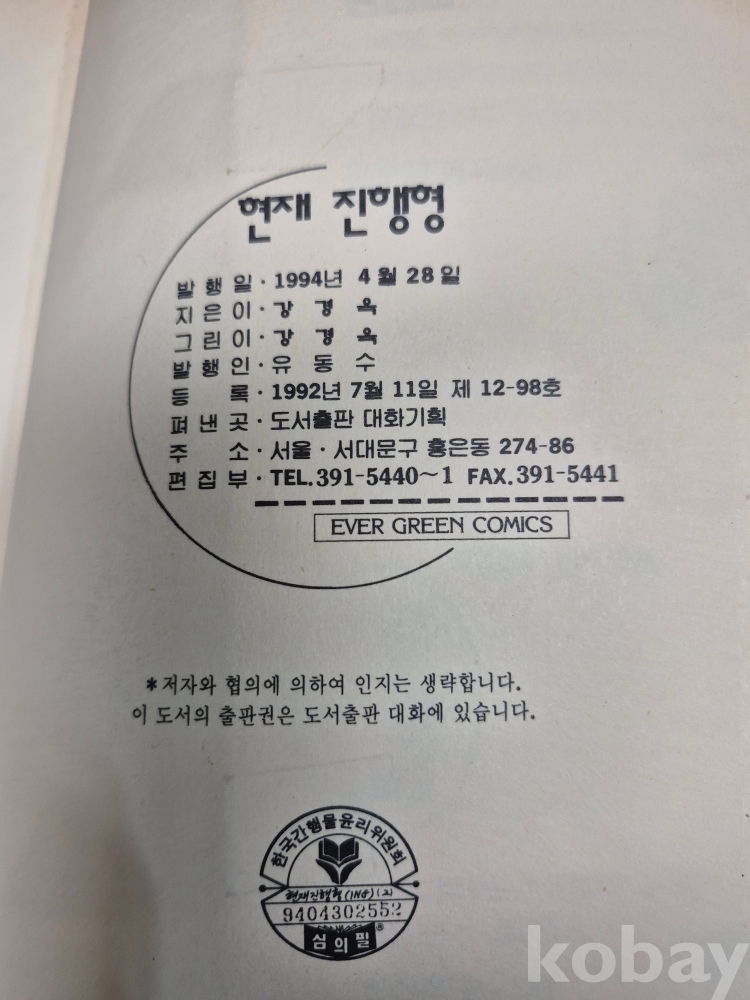 현재 진행형
발 행 일 · 1994년 4 월 28 일
지 은 이 · 강 경 옥
그 린 이 · 강 경 옥
발 행 인 · 유 동 수
등 록 · 1992년 7 월 11일 제 12-98호
펴 낸 곳 · 도서출판 대화기획
주 소 · 서울 · 서대문구 홍은동 274-86
편 집 부 · TEL.391-5440~1 FAX.391-5441
EVER GREEN COMICS
*저자와 협의에 의하여 인지는 생략합니다.
이 도서의 출판권은 도서출판 대화에 있습니다.
한국간행물윤리위원회
현재진행형(ING)(2)
9404302552
심의필®
kobay